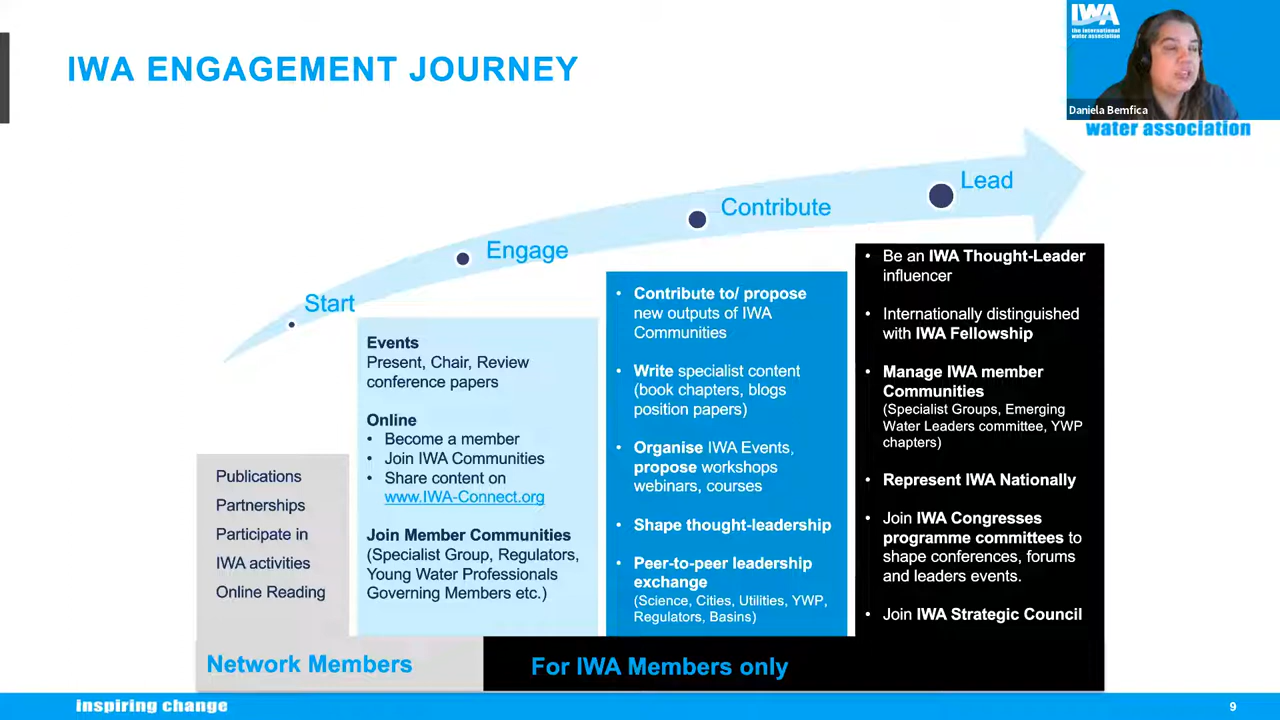 IWA ENGAGEMENT JOURNEY
IWA
the international
water association
Daniela Bemfica
water association
Lead
Contribute
Engage
Start
Publications
Partnerships
Participate in
IWA activities
Online Reading
Events
Present, Chair, Review
conference papers
Online
• Become a member
• Join IWA Communities
• Share content on
www.IWA-Connect.org
Join Member Communities
(Specialist Group, Regulators,
Young Water Professionals
Governing Members etc.)
• Contribute to/ propose
new outputs of IWA
Communities
• Write specialist content
(book chapters, blogs
position papers)
• Organise IWA Events,
propose workshops
webinars, courses
• Shape thought-leadership
• Peer-to-peer leadership
exchange
(Science, Cities, Utilities, YWP,
Regulators, Basins)
• Be an IWA Thought-Leader
influencer
• Internationally distinguished
with IWA Fellowship
• Manage IWA member
Communities
(Specialist Groups, Emerging
Water Leaders committee, YWP
chapters)
• Represent IWA Nationally
• Join IWA Congresses
programme committees to
shape conferences, forums
and leaders events.
• Join IWA Strategic Council
Network Members
For IWA Members only
inspiring change
9